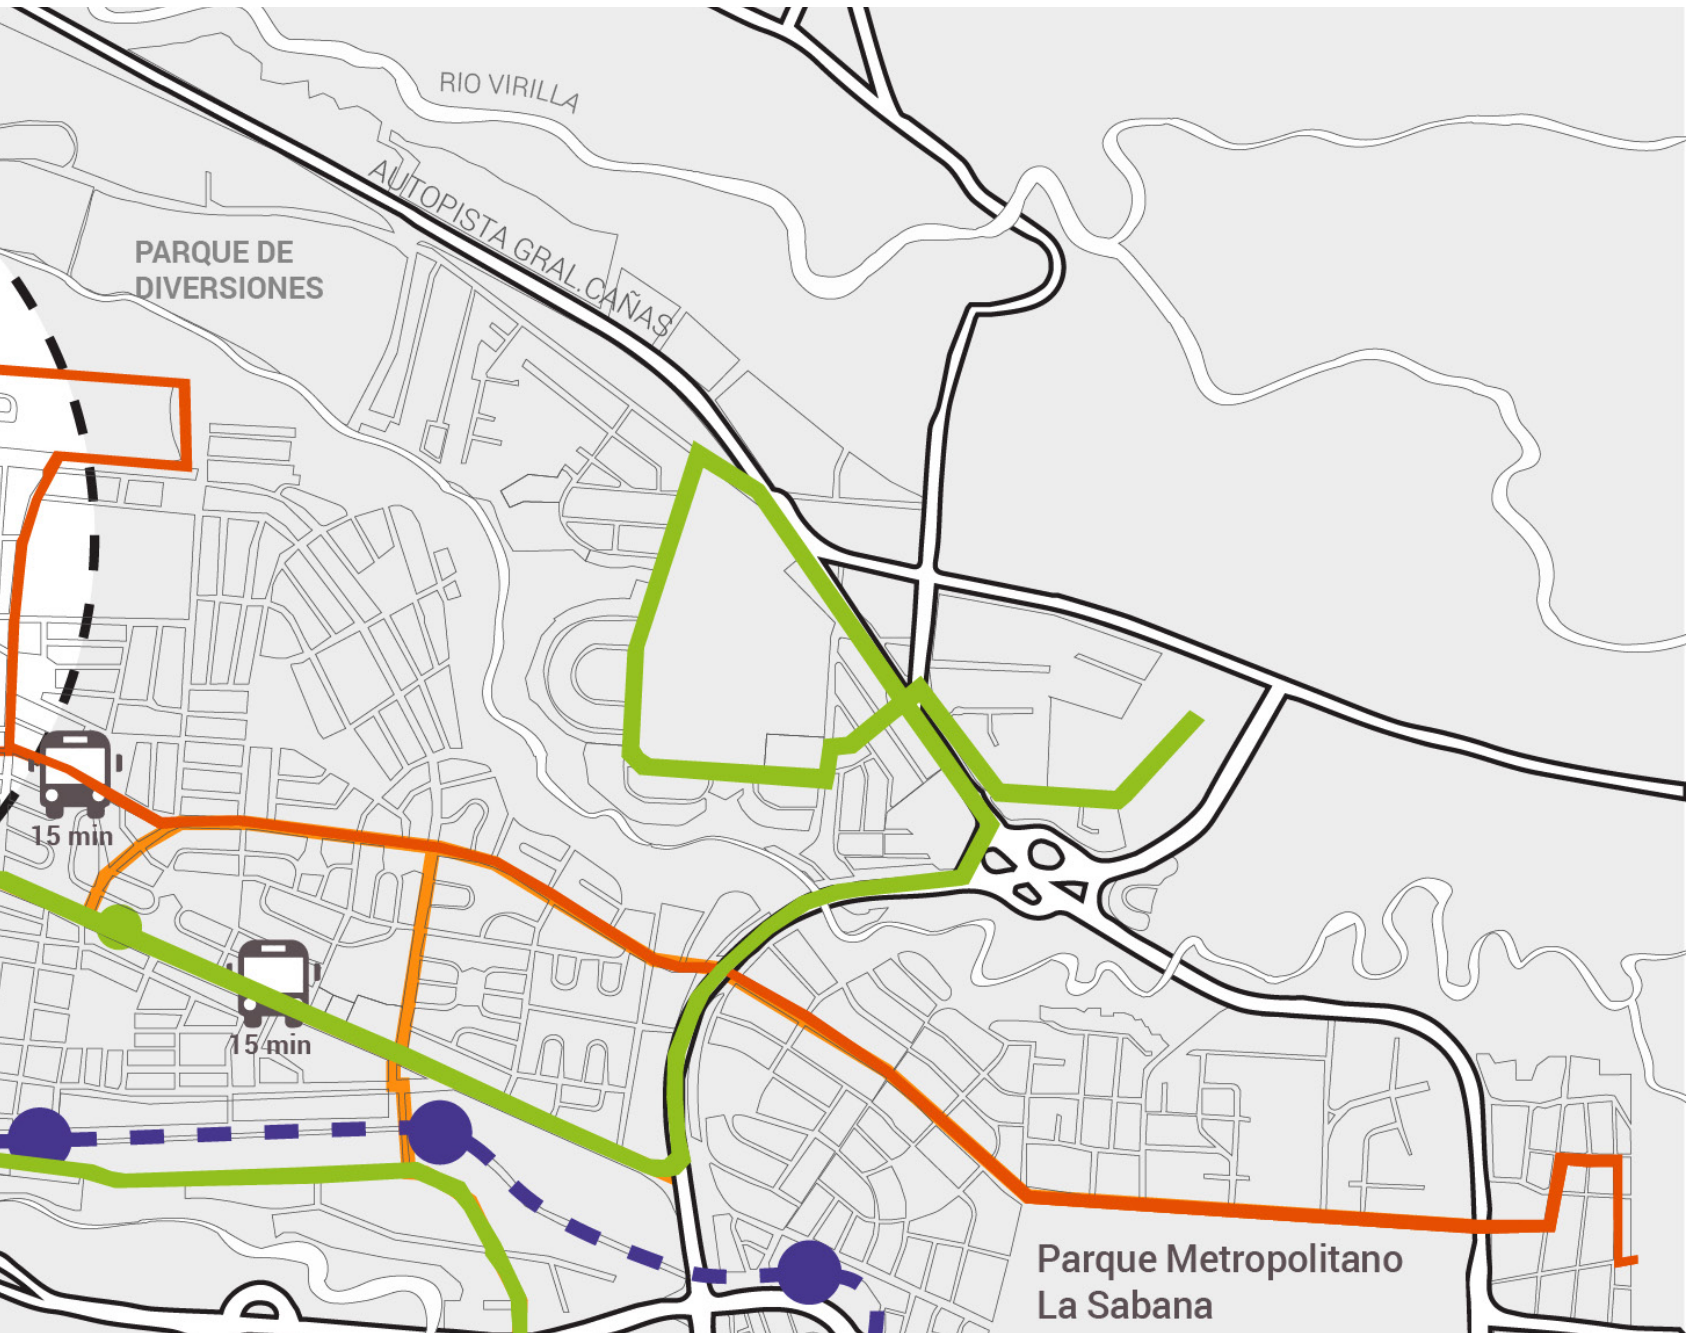 RIO VIRILLA
AUTOPISTA GRAL. CAÑAS
PARQUE DE
DIVERSIONES
15 min
15 min
Parque Metropolitano
La Sabana